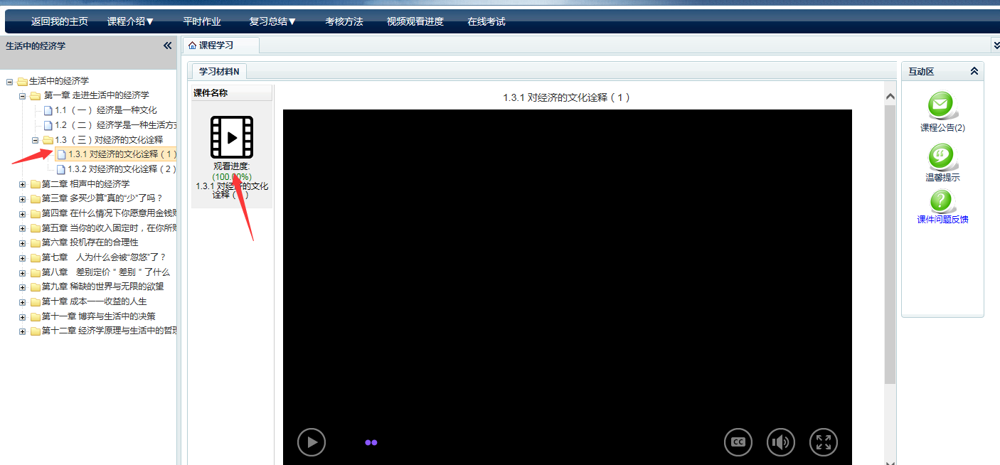 返回我的主页 课程介绍▼ 平时作业 复习总结▼ 考核方法 视频观看进度 在线考试
生活中的经济学
课程学习
生活中的经济学
第一章 走进生活中的经济学
1.1 （一） 经济是一种文化
1.2 （二） 经济学是一种生活方式
1.3 （三）对经济的文化诠释
1.3.1 对经济的文化诠释（1）
1.3.2 对经济的文化诠释（2）
第二章 相声中的经济学
第三章 多买少算"真的"少"了吗？
第四章 在什么情况下你愿意用金钱
第五章 当你的收入固定时，在你所
第六章 投机存在的合理性
第七章 人为什么会被"忽悠"了？
第八章 差别定价＂差别＂了什么
第九章 稀缺的世界与无限的欲望
第十章 成本一一收益的人生
第十一章 博弈与生活中的决策
第十二章 经济学原理与生活中的哲理
学习材料N
课件名称
观看进度:
(100.00%)
1.3.1 对经济的文化
诠释（1）
1.3.1 对经济的文化诠释（1）
CC
互动区
课程公告(2)
温馨提示
课件问题反馈